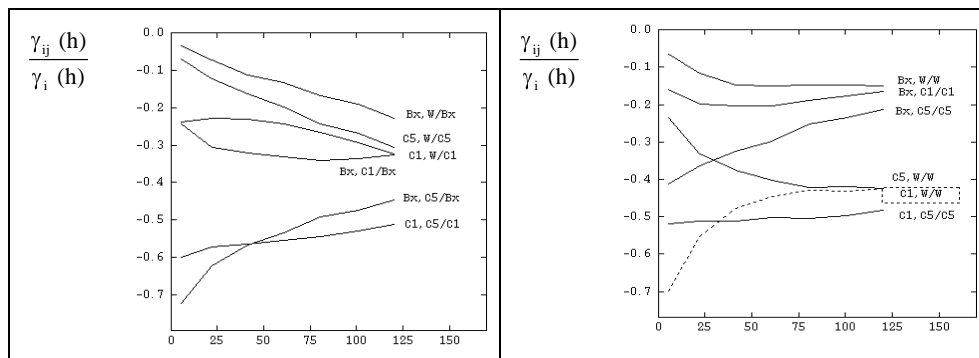 γij (h)
γi (h)
0.0
-0.1
-0.2
-0.3
-0.4
-0.5
-0.6
-0.7
Bx, W/Bx
C5, W/C5
C1, W/C1
Bx, C1/Bx
Bx, C5/Bx
C1, C5/C1
0 25 50 75 100 125 150
γij (h)
γi (h)
0.0
-0.1
-0.2
-0.3
-0.4
-0.5
-0.6
-0.7
Bx, W/W
Bx, C1/C1
Bx, C5/C5
C5, W/W
C1, W/W
C1, C5/C5
0 25 50 75 100 125 150